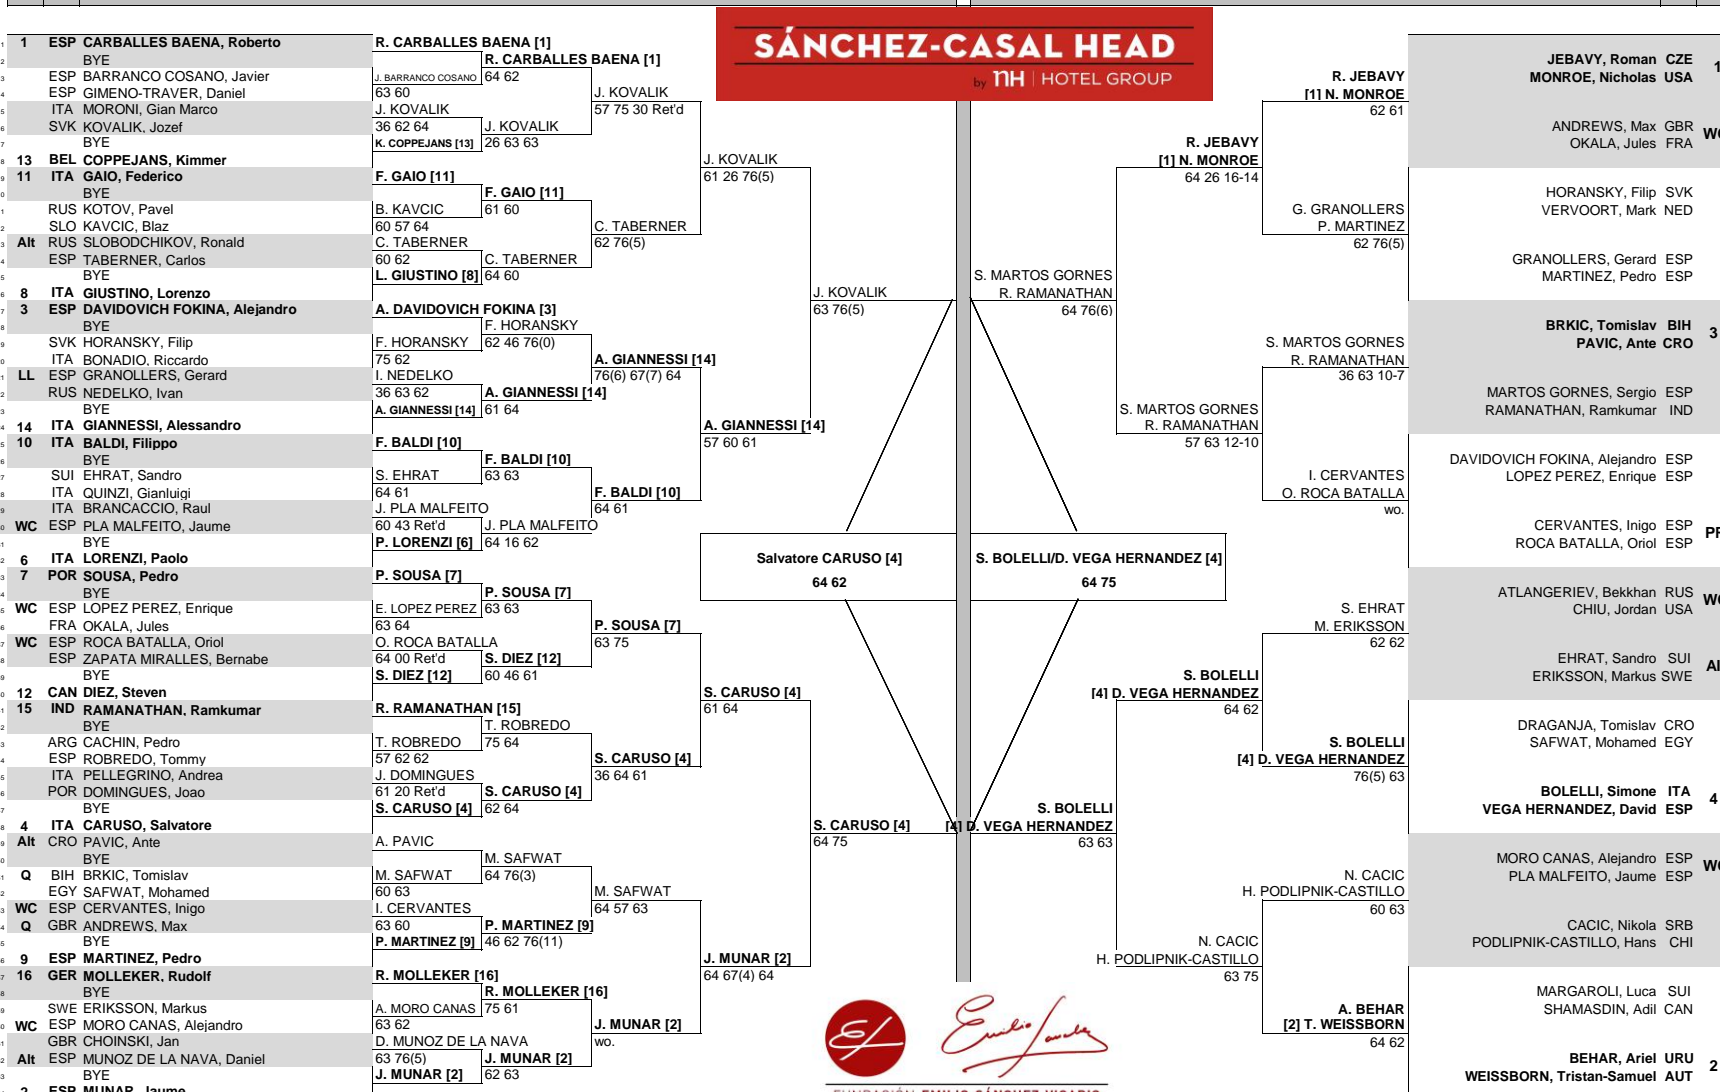 SÁNCHEZ-CASAL HEAD
by nH | HOTEL GROUP
1 ESP CARBALLES BAENA, Roberto
BYE
ESP BARRANCO COSANO, Javier
ESP GIMENO-TRAVER, Daniel
ITA MORONI, Gian Marco
SVK KOVALIK, Jozef
BYE
13 BEL COPPEJANS, Kimmer
11 ITA GAIO, Federico
BYE
RUS KOTOV, Pavel
SLO KAVCIC, Blaz
Alt RUS SLOBODCHIKOV, Ronald
ESP TABERNER, Carlos
BYE
8 ITA GIUSTINO, Lorenzo
3 ESP DAVIDOVICH FOKINA, Alejandro
BYE
SVK HORANSKY, Filip
ITA BONADIO, Riccardo
LL ESP GRANOLLERS, Gerard
RUS NEDELKO, Ivan
BYE
14 ITA GIANNESSI, Alessandro
10 ITA BALDI, Filippo
BYE
SUI EHRAT, Sandro
ITA QUINZI, Gianluigi
ITA BRANCACCIO, Raul
WC ESP PLA MALFEITO, Jaume
BYE
6 ITA LORENZI, Paolo
7 POR SOUSA, Pedro
BYE
WC ESP LOPEZ PEREZ, Enrique
FRA OKALA, Jules
WC ESP ROCA BATALLA, Oriol
ESP ZAPATA MIRALLES, Bernabe
BYE
12 CAN DIEZ, Steven
15 IND RAMANATHAN, Ramkumar
BYE
ARG CACHIN, Pedro
ESP ROBREDO, Tommy
ITA PELLEGRINO, Andrea
POR DOMINGUES, Joao
BYE
4 ITA CARUSO, Salvatore
Alt CRO PAVIC, Ante
BYE
Q BIH BRKIC, Tomislav
EGY SAFWAT, Mohamed
WC ESP CERVANTES, Inigo
Q GBR ANDREWS, Max
BYE
9 ESP MARTINEZ, Pedro
16 GER MOLLEKER, Rudolf
BYE
SWE ERIKSSON, Markus
WC ESP MORO CANAS, Alejandro
GBR CHOINSKI, Jan
Alt ESP MUNOZ DE LA NAVA, Daniel
BYE
2 ESP MUNAR, Jaume
R. CARBALLES BAENA [1]
J. BARRANCO COSANO
63 60
J. KOVALIK
36 62 64
K. COPPEJANS [13]
F. GAIO [11]
B. KAVCIC
60 57 64
C. TABERNER
60 62
L. GIUSTINO [8]
A. DAVIDOVICH FOKINA [3]
F. HORANSKY
75 62
I. NEDELKO
36 63 62
A. GIANNESSI [14]
F. BALDI [10]
S. EHRAT
64 61
J. PLA MALFEITO
60 43 Ret'd
P. LORENZI [6]
P. SOUSA [7]
E. LOPEZ PEREZ
63 64
O. ROCA BATALLA
64 00 Ret'd
S. DIEZ [12]
R. RAMANATHAN [15]
T. ROBREDO
57 62 62
J. DOMINGUES
61 20 Ret'd
S. CARUSO [4]
A. PAVIC
M. SAFWAT
60 63
I. CERVANTES
63 60
P. MARTINEZ [9]
R. MOLLEKER [16]
A. MORO CANAS
63 62
D. MUNOZ DE LA NAVA
63 76(5)
J. MUNAR [2]
R. CARBALLES BAENA [1]
64 62
J. KOVALIK
26 63 63
F. GAIO [11]
61 60
C. TABERNER
64 60
F. HORANSKY
62 46 76(0)
A. GIANNESSI [14]
61 64
F. BALDI [10]
63 63
J. PLA MALFEITO
64 16 62
P. SOUSA [7]
63 63
S. DIEZ [12]
60 46 61
T. ROBREDO
75 64
S. CARUSO [4]
62 64
M. SAFWAT
64 76(3)
P. MARTINEZ [9]
46 62 76(11)
R. MOLLEKER [16]
75 61
J. MUNAR [2]
62 63
J. KOVALIK
57 75 30 Ret'd
C. TABERNER
62 76(5)
A. GIANNESSI [14]
76(6) 67(7) 64
F. BALDI [10]
64 61
P. SOUSA [7]
63 75
S. CARUSO [4]
36 64 61
M. SAFWAT
64 57 63
J. MUNAR [2]
wo.
J. KOVALIK
61 26 76(5)
A. GIANNESSI [14]
57 60 61
S. CARUSO [4]
61 64
J. MUNAR [2]
64 67(4) 64
J. KOVALIK
63 76(5)
S. CARUSO [4]
64 75
Salvatore CARUSO [4]
64 62
S. BOLELLI/D. VEGA HERNANDEZ [4]
64 75
S. MARTOS GORNES
R. RAMANATHAN
64 76(6)
S. BOLELLI
[4] D. VEGA HERNANDEZ
63 63
R. JEBAVY
[1] N. MONROE
64 26 16-14
S. MARTOS GORNES
R. RAMANATHAN
57 63 12-10
S. BOLELLI
[4] D. VEGA HERNANDEZ
64 62
N. CACIC
H. PODLIPNIK-CASTILLO
63 75
R. JEBAVY
[1] N. MONROE
62 61
G. GRANOLLERS
P. MARTINEZ
62 76(5)
S. MARTOS GORNES
R. RAMANATHAN
36 63 10-7
I. CERVANTES
O. ROCA BATALLA
wo.
S. EHRAT
M. ERIKSSON
62 62
S. BOLELLI
[4] D. VEGA HERNANDEZ
76(5) 63
N. CACIC
H. PODLIPNIK-CASTILLO
60 63
A. BEHAR
[2] T. WEISSBORN
64 62
JEBAVY, Roman CZE
MONROE, Nicholas USA
1
ANDREWS, Max GBR
OKALA, Jules FRA
HORANSKY, Filip SVK
VERVOORT, Mark NED
GRANOLLERS, Gerard ESP
MARTINEZ, Pedro ESP
BRKIC, Tomislav BIH
PAVIC, Ante CRO
3
MARTOS GORNES, Sergio ESP
RAMANATHAN, Ramkumar IND
DAVIDOVICH FOKINA, Alejandro ESP
LOPEZ PEREZ, Enrique ESP
CERVANTES, Inigo ESP
ROCA BATALLA, Oriol ESP
ATLANGERIEV, Bekkhan RUS
CHIU, Jordan USA
EHRAT, Sandro SUI
ERIKSSON, Markus SWE
DRAGANJA, Tomislav CRO
SAFWAT, Mohamed EGY
BOLELLI, Simone ITA
VEGA HERNANDEZ, David ESP
4
MORO CANAS, Alejandro ESP
PLA MALFEITO, Jaume ESP
CACIC, Nikola SRB
PODLIPNIK-CASTILLO, Hans CHI
MARGAROLI, Luca SUI
SHAMASDIN, Adil CAN
BEHAR, Ariel URU
WEISSBORN, Tristan-Samuel AUT
2